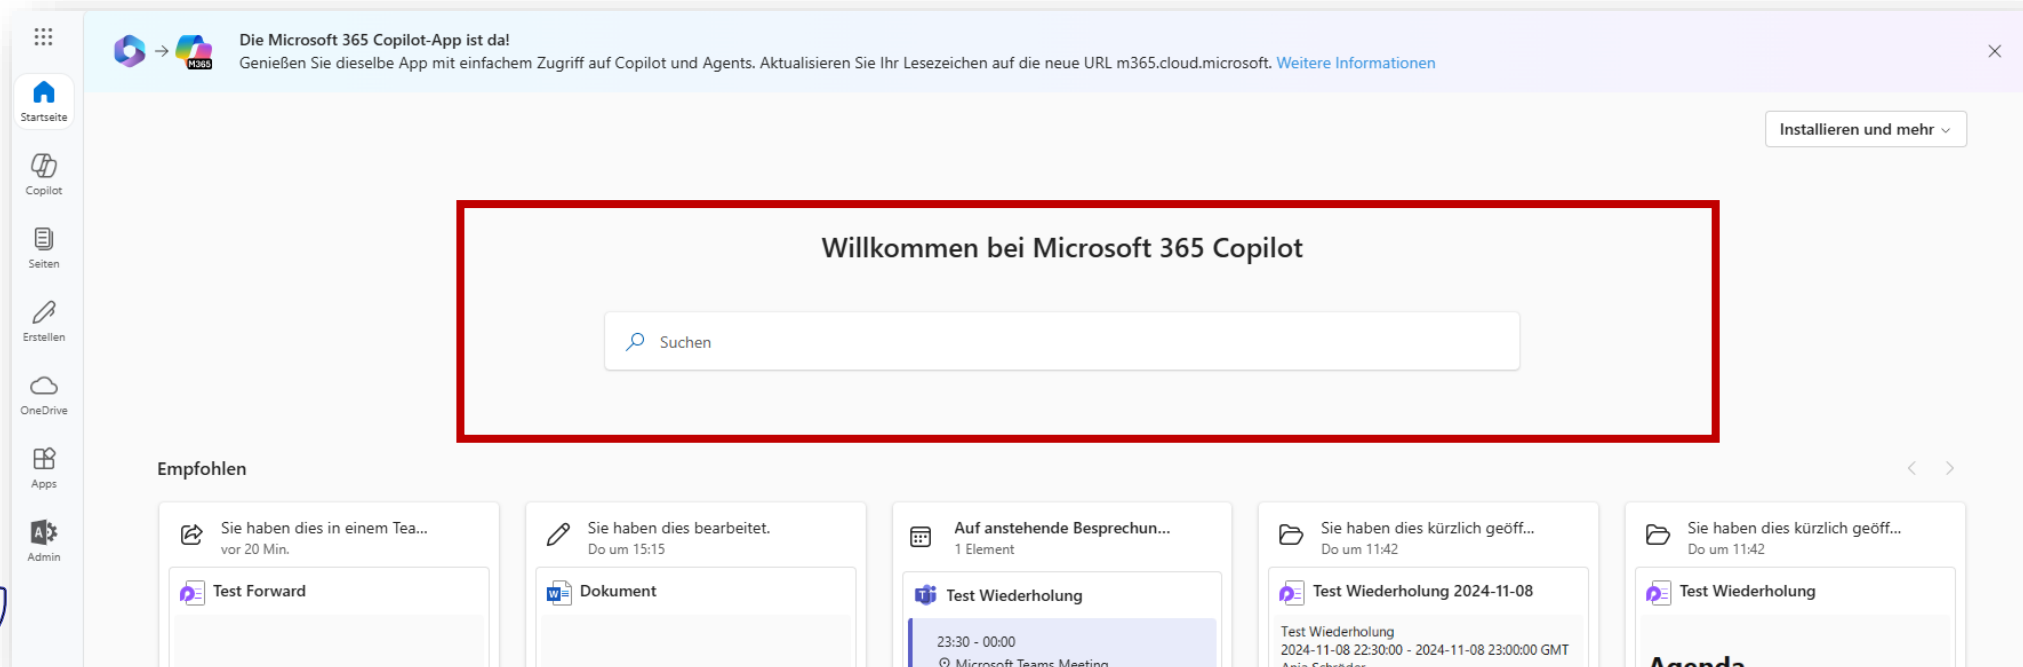 Die Microsoft 365 Copilot-App ist da!
Genießen Sie dieselbe App mit einfachem Zugriff auf Copilot und Agents. Aktualisieren Sie Ihr Lesezeichen auf die neue URL m365.cloud.microsoft. Weitere Informationen
M365
Startseite
Installieren und mehr
Copilot
Seiten
Erstellen
OneDrive
Apps
Admin
Willkommen bei Microsoft 365 Copilot
Suchen
Empfohlen
Sie haben dies in einem Tea...
vor 20 Min.
Test Forward
Sie haben dies bearbeitet.
Do um 15:15
Dokument
Auf anstehende Besprechun...
1 Element
Test Wiederholung
23:30 - 00:00
Microsoft Teams Meeting
Sie haben dies kürzlich geöff...
Do um 11:42
Test Wiederholung 2024-11-08
Test Wiederholung
2024-11-08 22:30:00 - 2024-11-08 23:00:00 GMT
Anja Schröder
Sie haben dies kürzlich geöff...
Do um 11:42
Test Wiederholung
Agenda